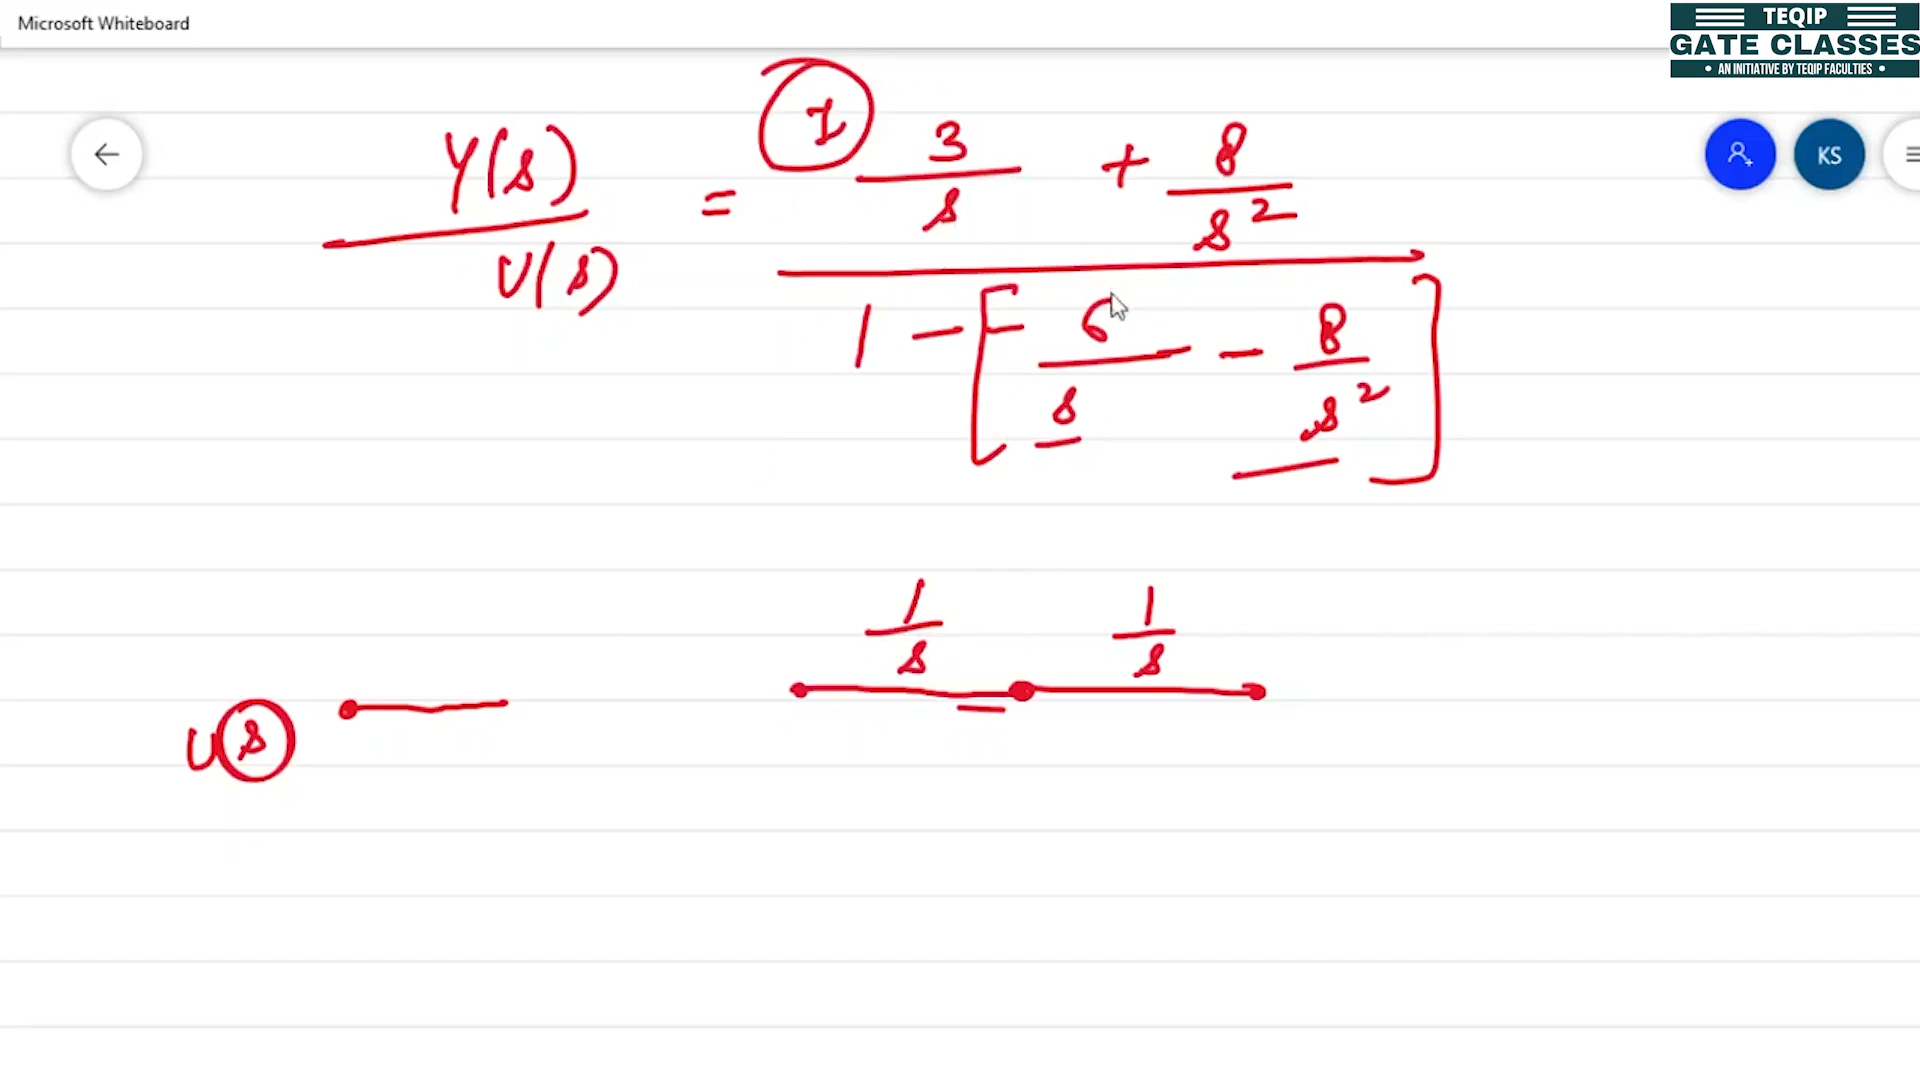 Microsoft Whiteboard
TEQIP
GATE CLASSES
• AN INITIATIVE BY TEQIP FACULTIES •
KS
Y(s)/U(s) = (3/s + 8/s²) / (1 - [-6/s - 8/s²])
I
1/s 1/s
U(s)